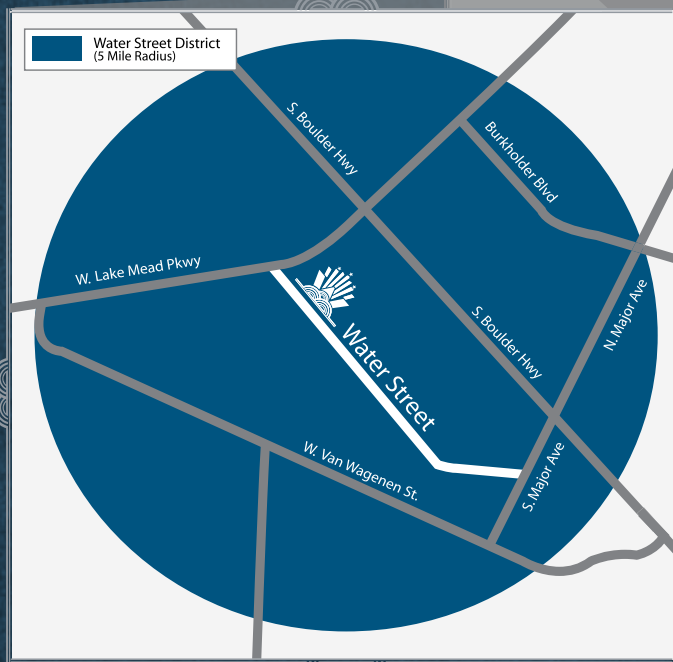 Water Street District
(5 Mile Radius)
S. Boulder Hwy
Burkholder Blvd
W. Lake Mead Pkwy
N. Major Ave
S. Boulder Hwy
Water Street
W. Van Wagenen St.
S. Major Ave